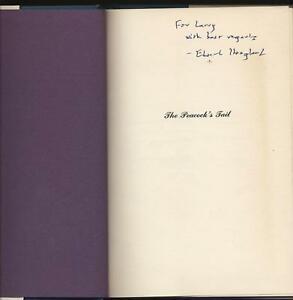 For Larry
with best regards
- Edward Hoagland
The Peacock's Tail